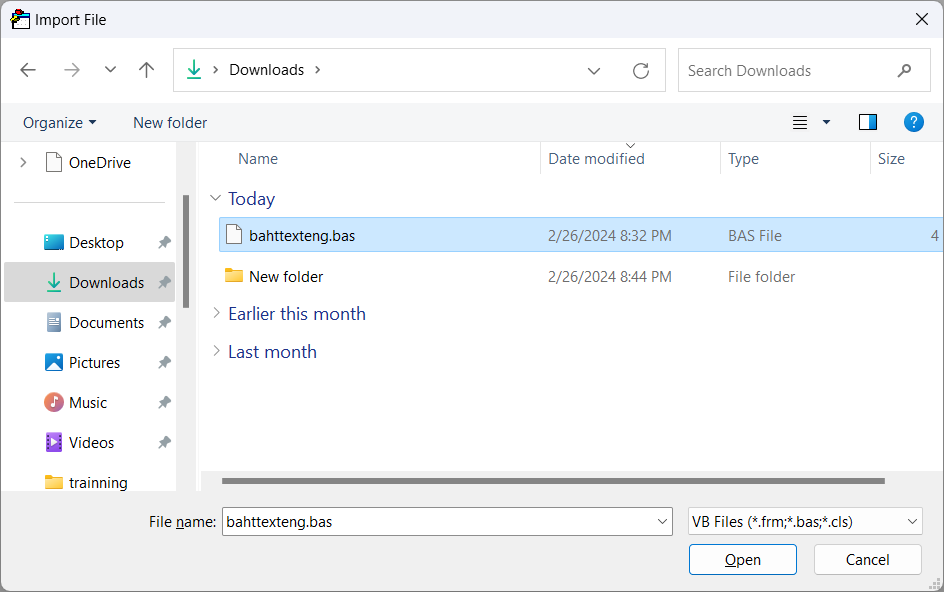 Import File
Downloads
Search Downloads
Organize New folder
OneDrive
Desktop
Downloads
Documents
Pictures
Music
Videos
trainning
Name Date modified Type Size
Today
bahttexteng.bas 2/26/2024 8:32 PM BAS File 4
New folder 2/26/2024 8:44 PM File folder
Earlier this month
Last month
File name: bahttexteng.bas VB Files (*.frm;*.bas;*.cls)
Open Cancel